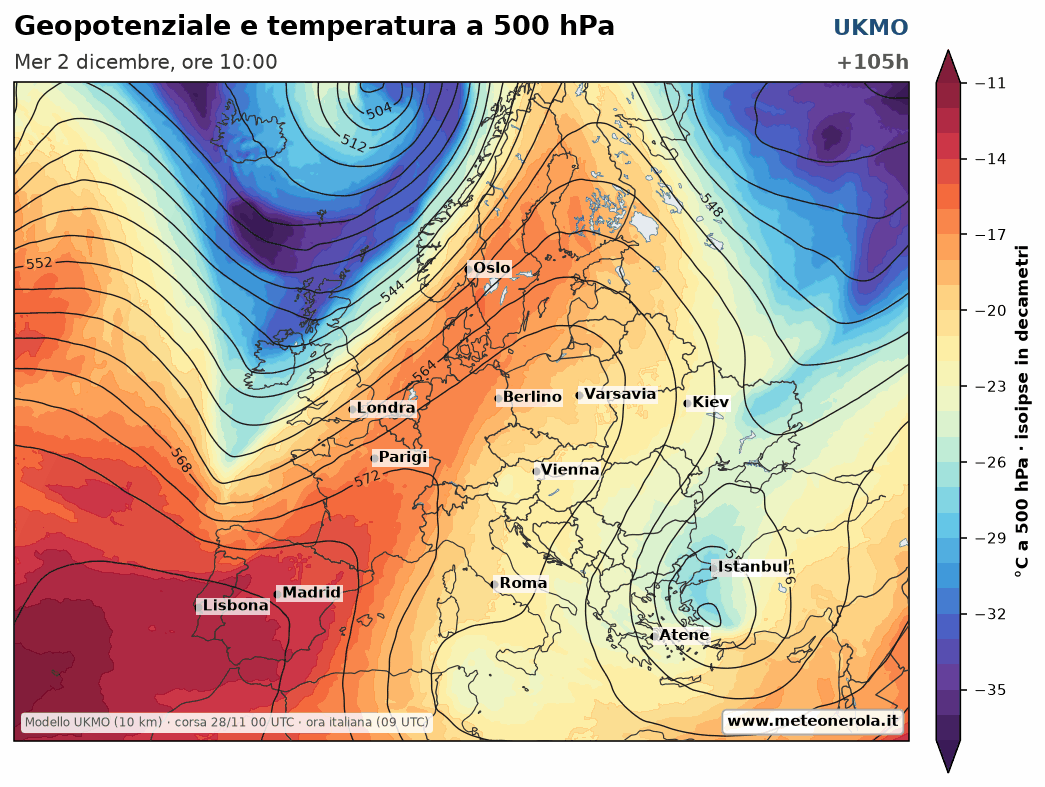 Geopotenziale e temperatura a 500 hPa
UKMO
Mer 2 dicembre, ore 10:00
+105h
504
512
548
552
544
564
568
572
556
Oslo
Londra
Berlino
Varsavia
Kiev
Parigi
Vienna
Istanbul
Roma
Madrid
Lisbona
Atene
Modello UKMO (10 km) · corsa 28/11 00 UTC · ora italiana (09 UTC)
www.meteonerola.it
−11
−14
−17
−20
−23
−26
−29
−32
−35
°C a 500 hPa · isoipse in decametri